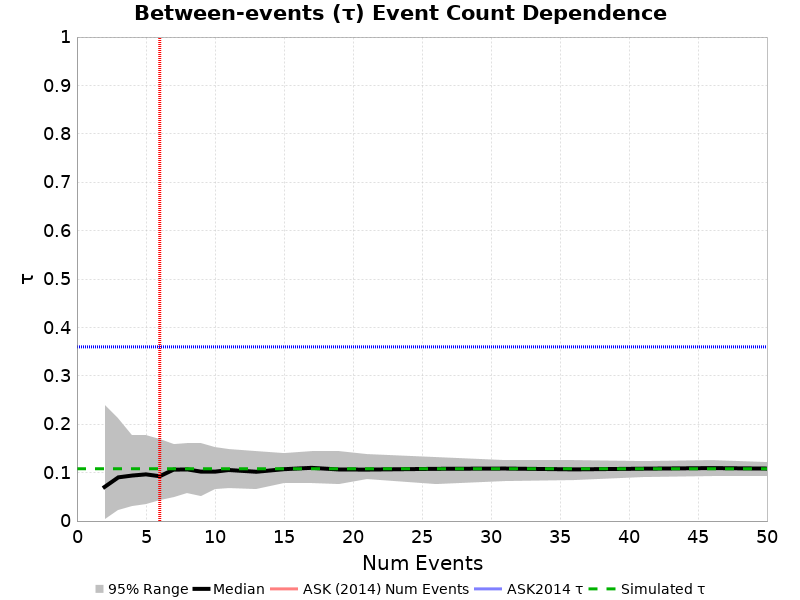 Between-events (τ) Event Count Dependence
1
0.9
0.8
0.7
0.6
0.5
0.4
0.3
0.2
0.1
0
τ
0 5 10 15 20 25 30 35 40 45 50
Num Events
95% Range Median ASK (2014) Num Events ASK2014 τ Simulated τ